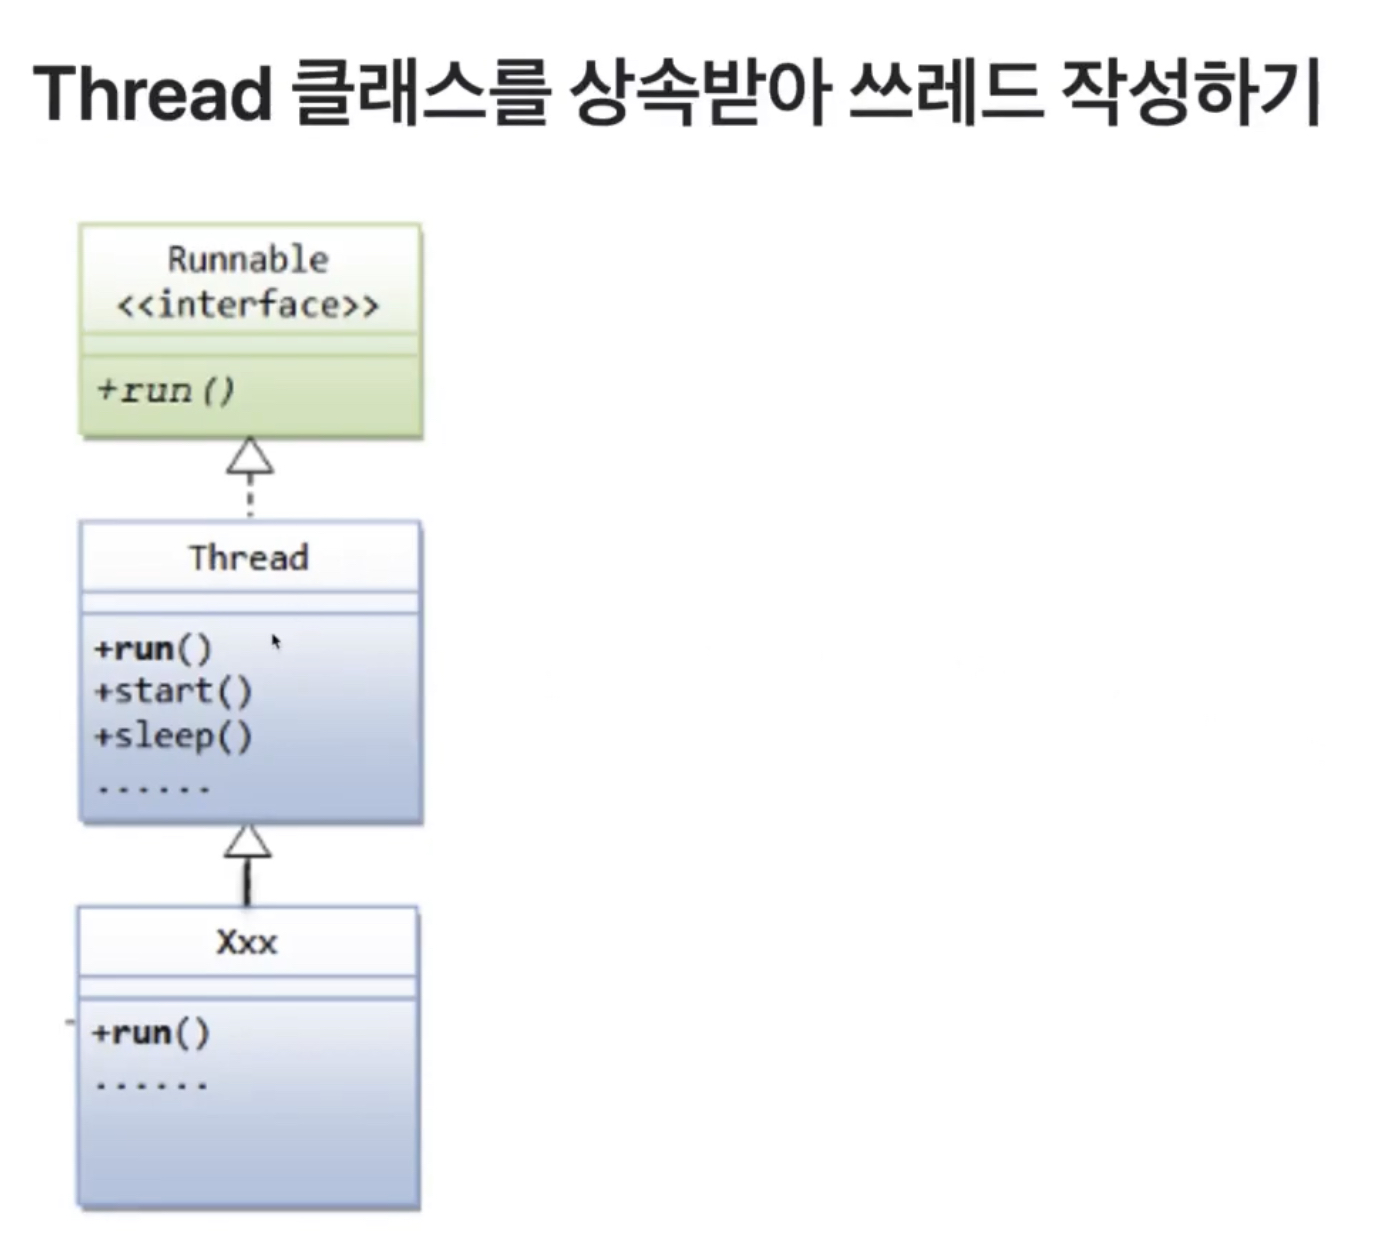 Thread 클래스를 상속받아 쓰레드 작성하기
Runnable
<<interface>>
+run()
Thread
+run()
+start()
+sleep()
......
Xxx
+run()
......